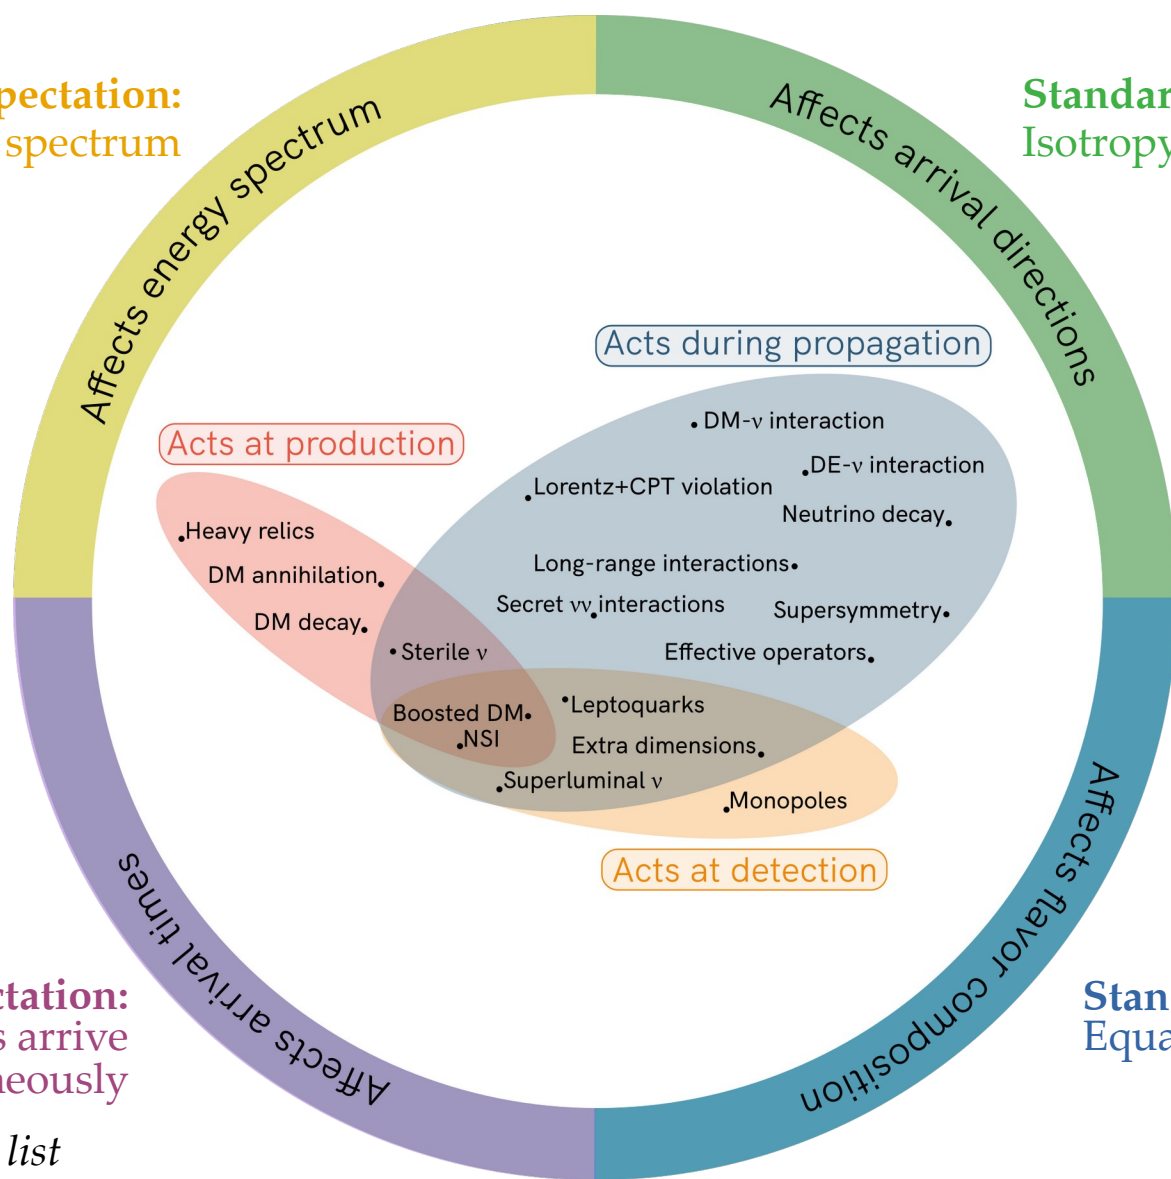 pectation:
spectrum
Standar
Isotropy
Affects energy spectrum
Affects arrival directions
Acts during propagation
DM-ν interaction
Acts at production
DE-ν interaction
Lorentz+CPT violation
Neutrino decay
Heavy relics
Long-range interactions
DM annihilation
Secret νν interactions
Supersymmetry
DM decay
Sterile ν
Effective operators
Leptoquarks
Boosted DM
NSI
Extra dimensions
Superluminal ν
Monopoles
Acts at detection
Affects arrival times
Affects flavor composition
ctation:
s arrive
neously
list
Stan
Equa